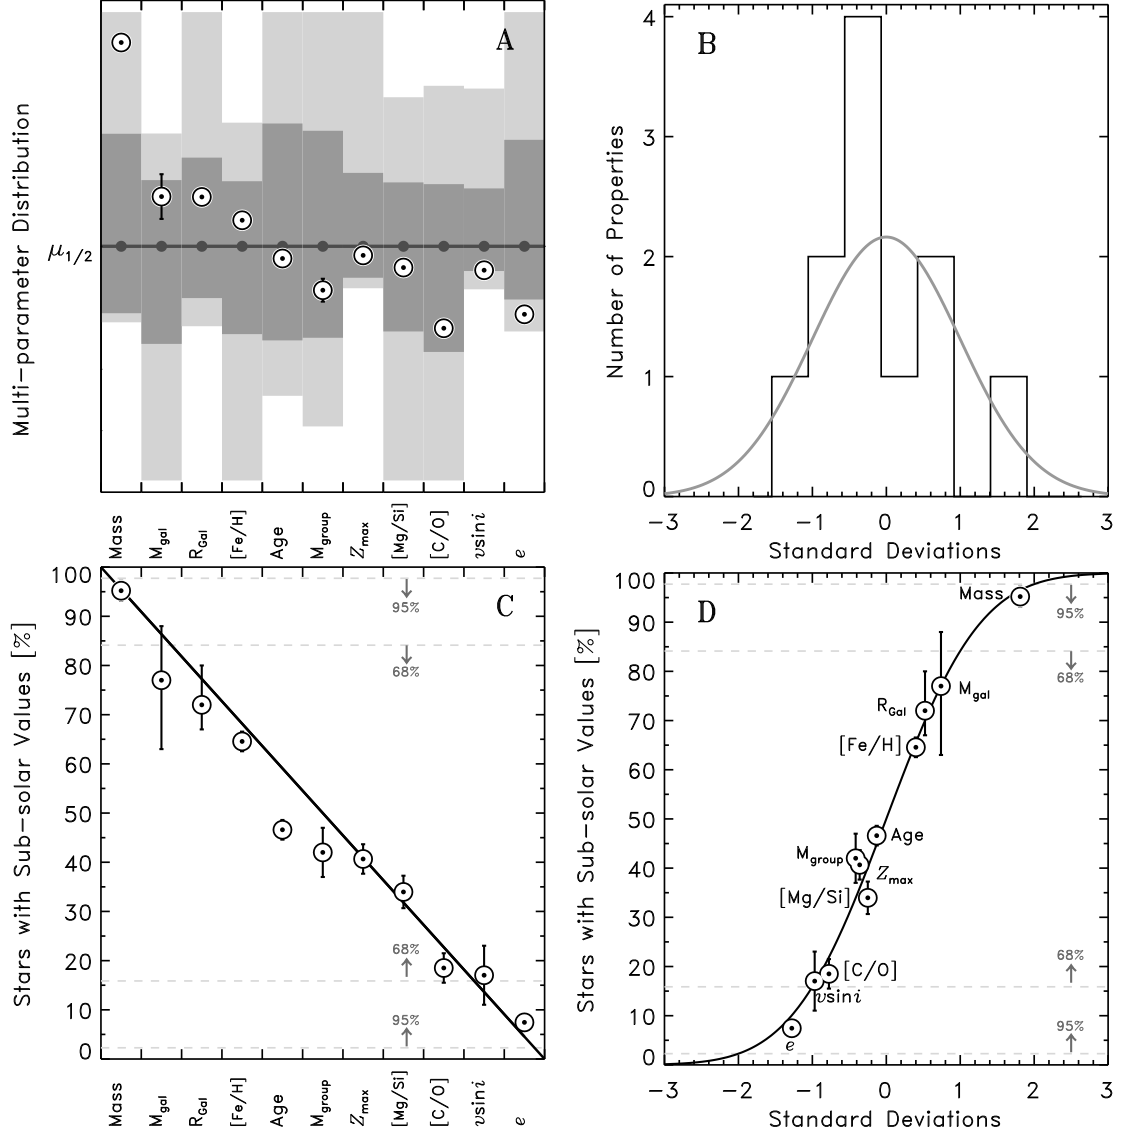 A
Multi−parameter Distribution
μ1/2
Mass
Mgal
RGal
[Fe/H]
Age
Mgroup
Zmax
[Mg/Si]
[C/O]
vsini
e
B
Number of Properties
4
3
2
1
0
−3 −2 −1 0 1 2 3
Standard Deviations
C
Stars with Sub−solar Values [%]
100
90
80
70
60
50
40
30
20
10
0
95%
68%
68%
95%
Mass
Mgal
RGal
[Fe/H]
Age
Mgroup
Zmax
[Mg/Si]
[C/O]
vsini
e
D
Stars with Sub−solar Values [%]
100
90
80
70
60
50
40
30
20
10
0
95%
68%
68%
95%
Mass
Mgal
RGal
[Fe/H]
Age
Mgroup
Zmax
[Mg/Si]
[C/O]
vsini
e
−3 −2 −1 0 1 2 3
Standard Deviations